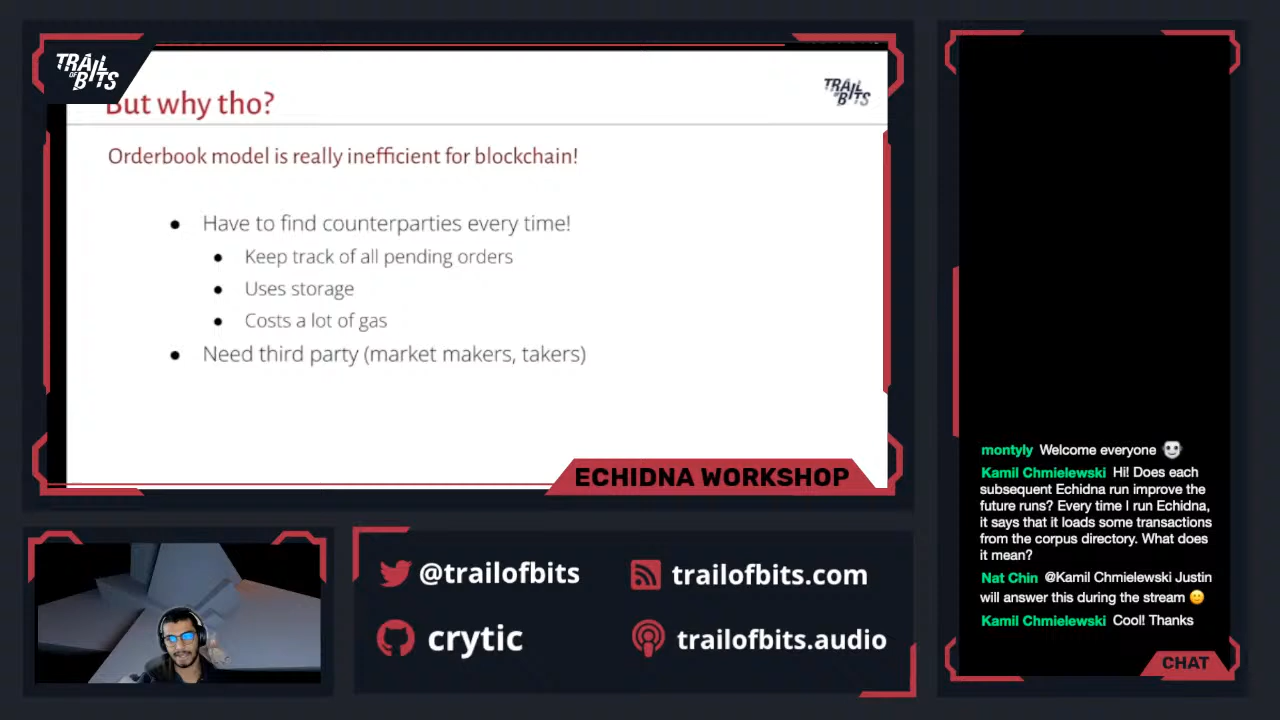 TRAIL
OF
BITS
TRAIL
OF
BITS
But why tho?
Orderbook model is really inefficient for blockchain!
● Have to find counterparties every time!
● Keep track of all pending orders
● Uses storage
● Costs a lot of gas
● Need third party (market makers, takers)
ECHIDNA WORKSHOP
@trailofbits
trailofbits.com
crytic
trailofbits.audio
montyly Welcome everyone
Kamil Chmielewski Hi! Does each
subsequent Echidna run improve the
future runs? Every time I run Echidna,
it says that it loads some transactions
from the corpus directory. What does
it mean?
Nat Chin @Kamil Chmielewski Justin
will answer this during the stream 🙂
Kamil Chmielewski Cool! Thanks
CHAT